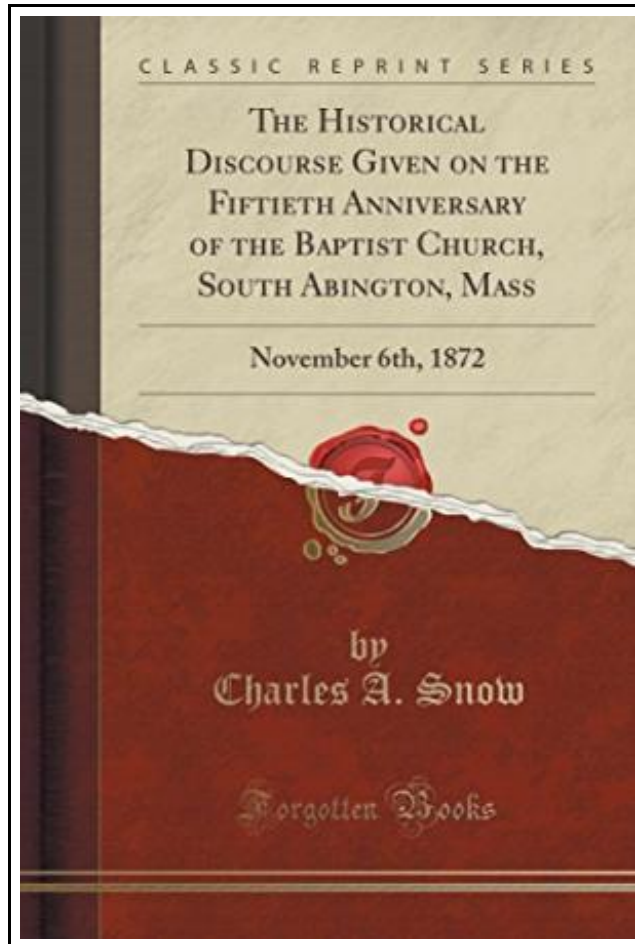 CLASSIC REPRINT SERIES
THE HISTORICAL
DISCOURSE GIVEN ON THE
FIFTIETH ANNIVERSARY
OF THE BAPTIST CHURCH,
SOUTH ABINGTON, MASS
November 6th, 1872
by
Charles A. Snow
Forgotten Books